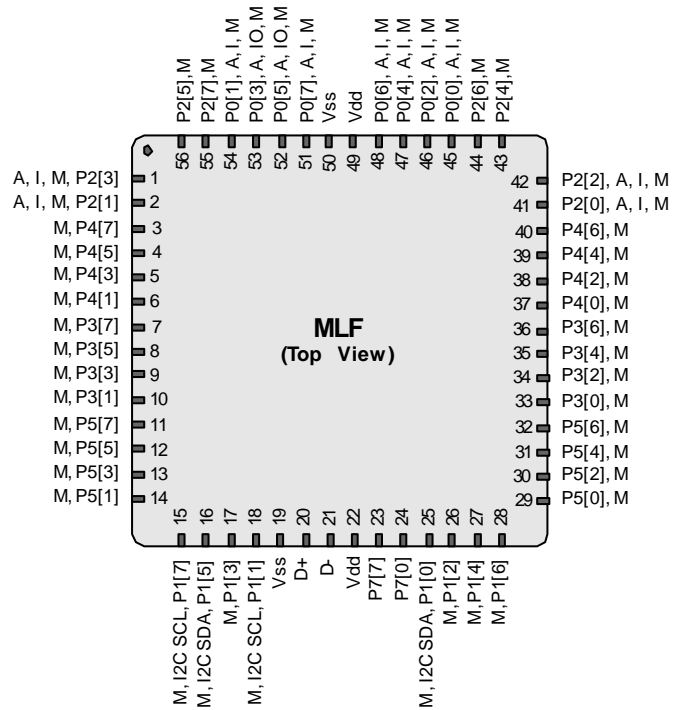 P2[5], M
P2[7], M
P0[1], A, I, M
P0[3], A, IO, M
P0[5], A, IO, M
P0[7], A, I, M
Vss
Vdd
P0[6], A, I, M
P0[4], A, I, M
P0[2], A, I, M
P0[0], A, I, M
P2[6], M
P2[4], M
56
55
54
53
52
51
50
49
48
47
46
45
44
43
A, I, M, P2[3] 1
A, I, M, P2[1] 2
M, P4[7] 3
M, P4[5] 4
M, P4[3] 5
M, P4[1] 6
M, P3[7] 7
M, P3[5] 8
M, P3[3] 9
M, P3[1] 10
M, P5[7] 11
M, P5[5] 12
M, P5[3] 13
M, P5[1] 14
MLF
(Top View)
42 P2[2], A, I, M
41 P2[0], A, I, M
40 P4[6], M
39 P4[4], M
38 P4[2], M
37 P4[0], M
36 P3[6], M
35 P3[4], M
34 P3[2], M
33 P3[0], M
32 P5[6], M
31 P5[4], M
30 P5[2], M
29 P5[0], M
15
16
17
18
19
20
21
22
23
24
25
26
27
28
M, I2C SCL, P1[7]
M, I2C SDA, P1[5]
M, P1[3]
M, I2C SCL, P1[1]
Vss
D+
D-
Vdd
P7[7]
P7[0]
M, I2C SDA, P1[0]
M, P1[2]
M, P1[4]
M, P1[6]